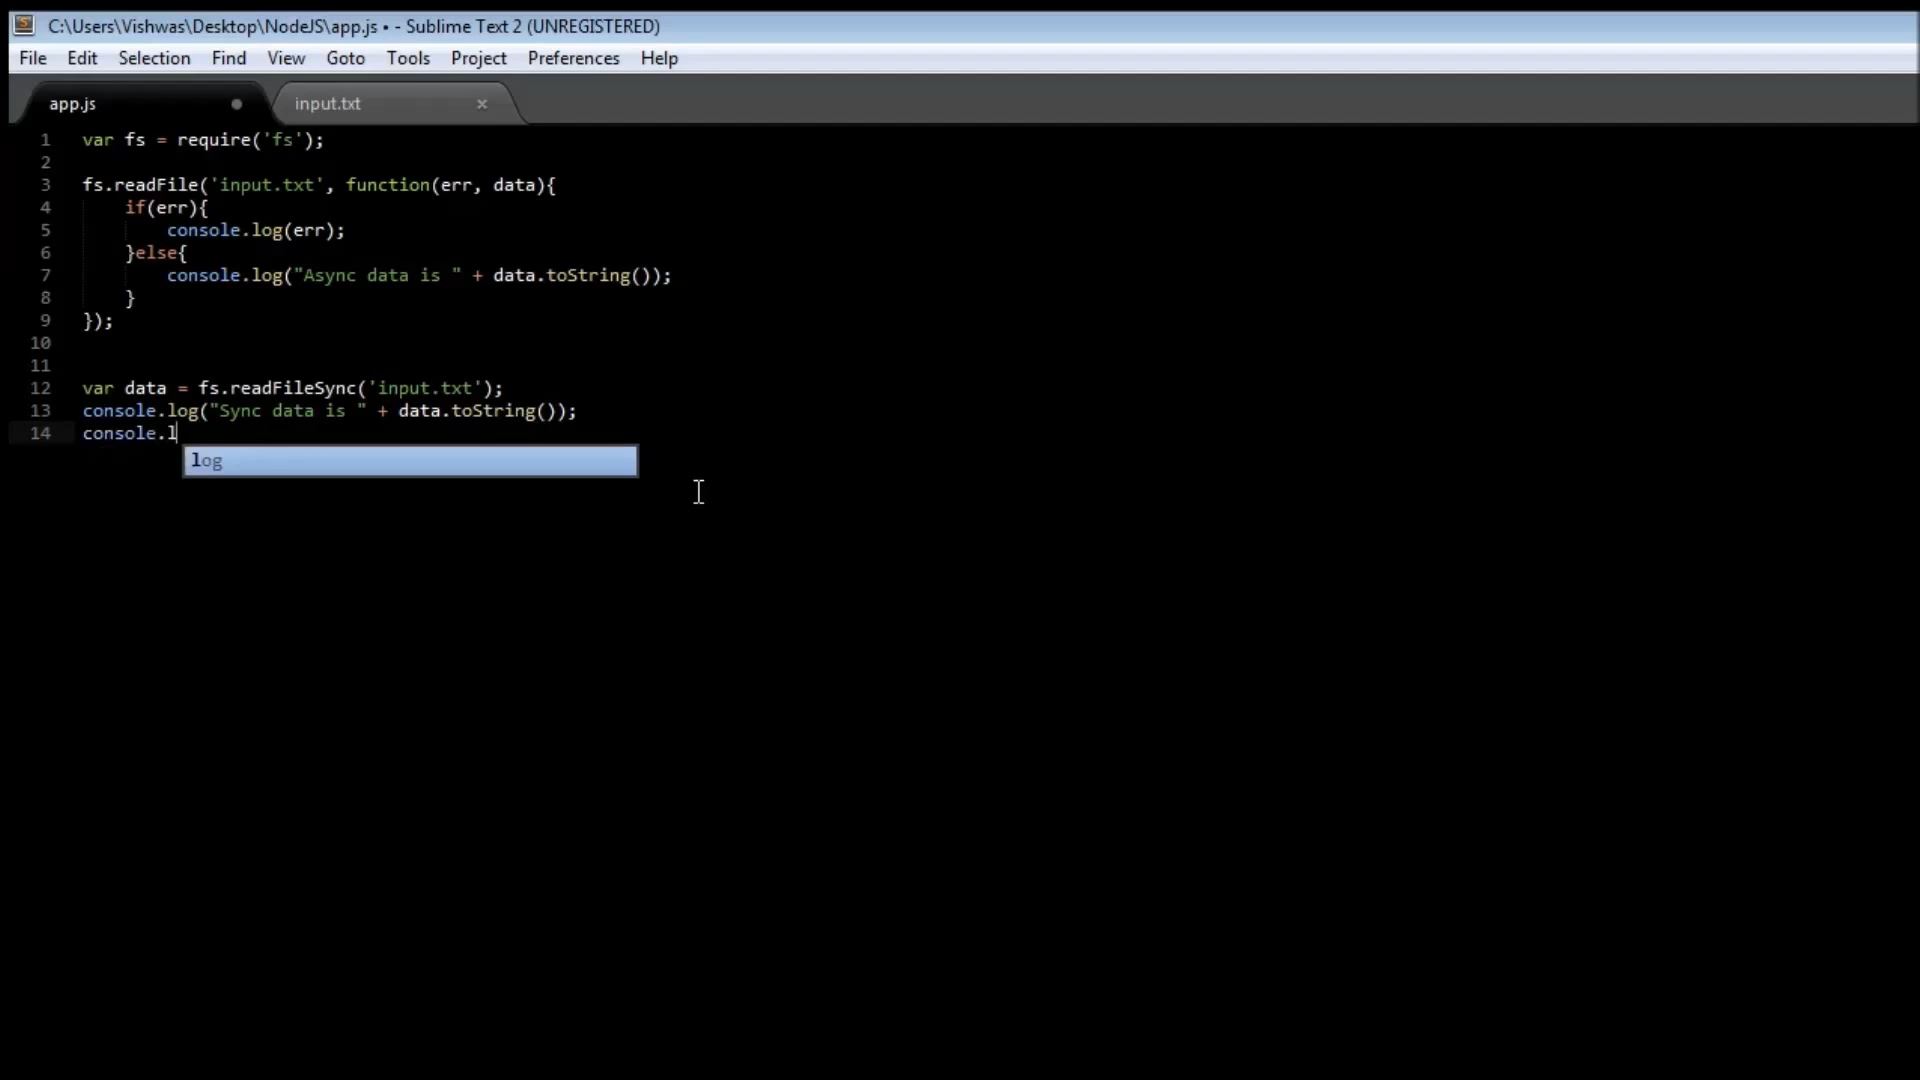 C:\Users\Vishwas\Desktop\NodeJS\app.js • - Sublime Text 2 (UNREGISTERED)
File Edit Selection Find View Goto Tools Project Preferences Help
app.js input.txt
1 var fs = require('fs');
2
3 fs.readFile('input.txt', function(err, data){
4 if(err){
5 console.log(err);
6 }else{
7 console.log("Async data is " + data.toString());
8 }
9 });
10
11
12 var data = fs.readFileSync('input.txt');
13 console.log("Sync data is " + data.toString());
14 console.l
log